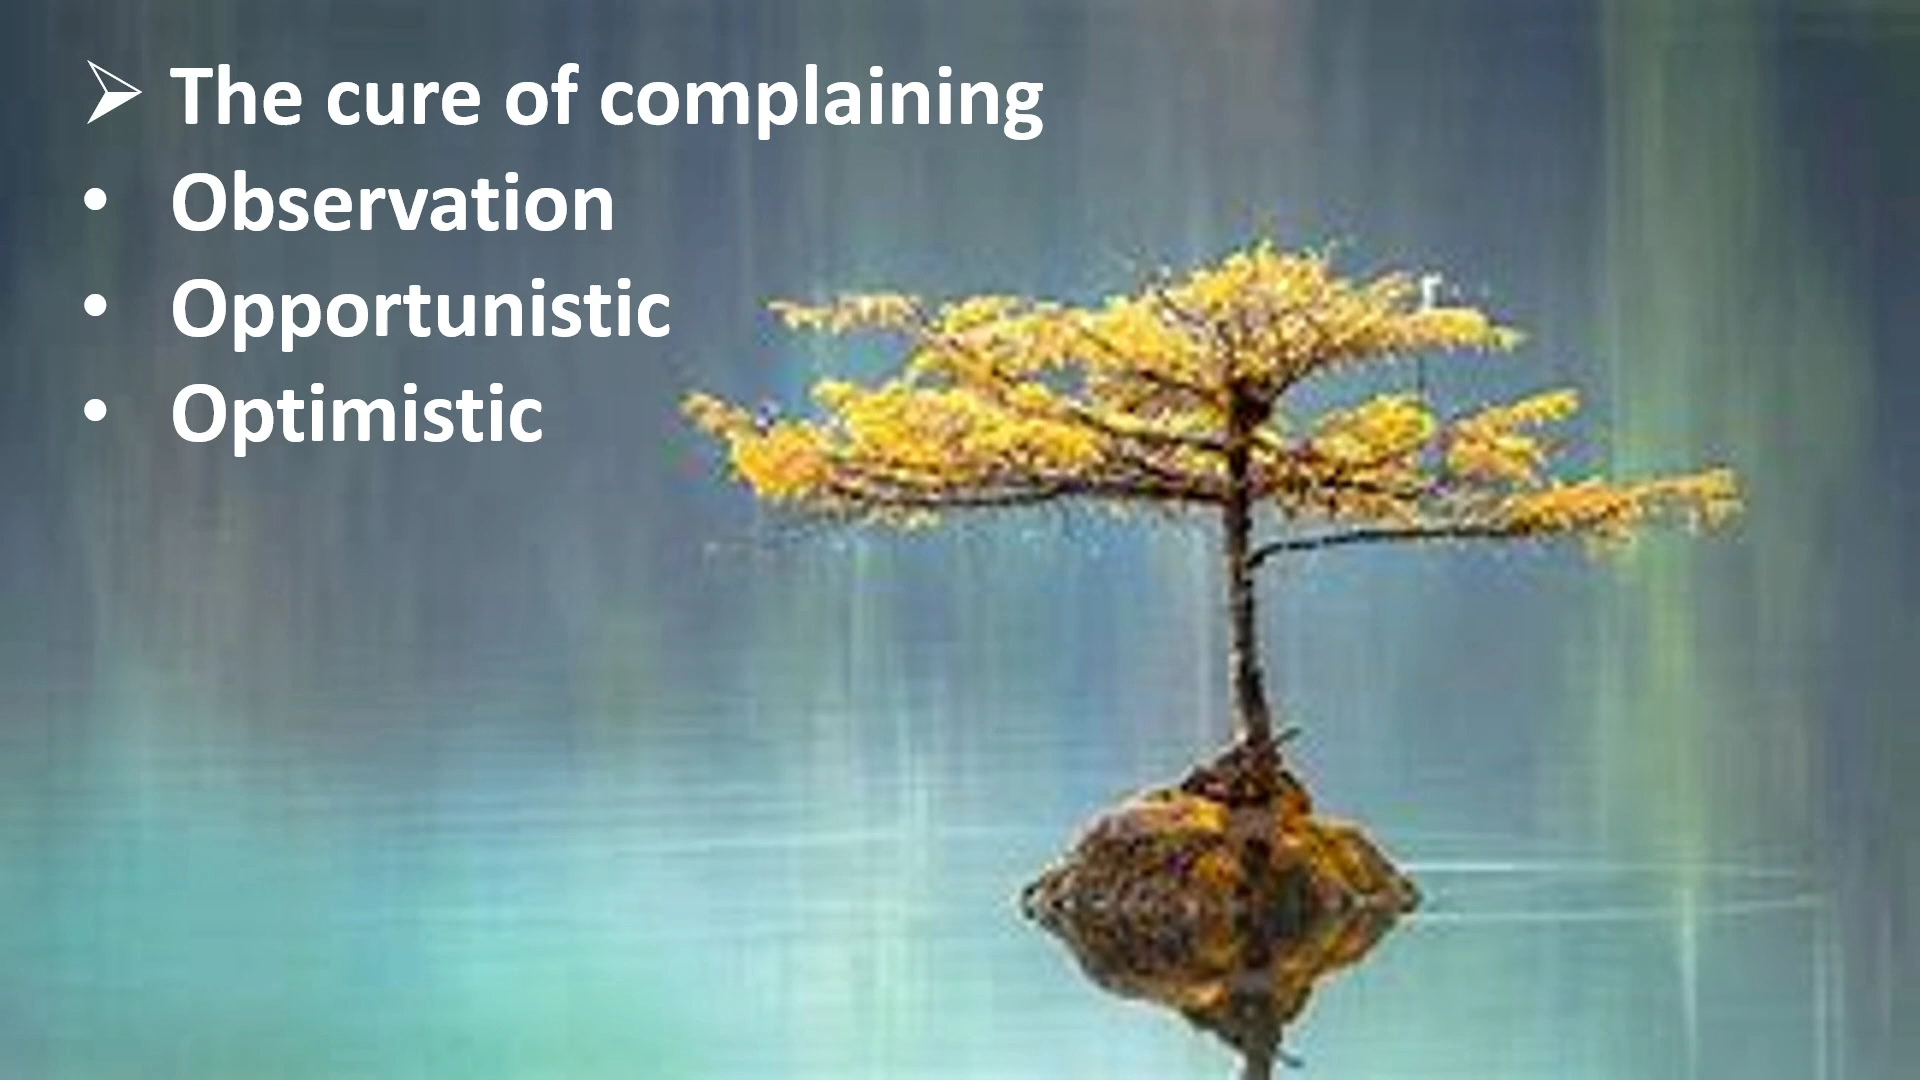 ➢ The cure of complaining
• Observation
• Opportunistic
• Optimistic